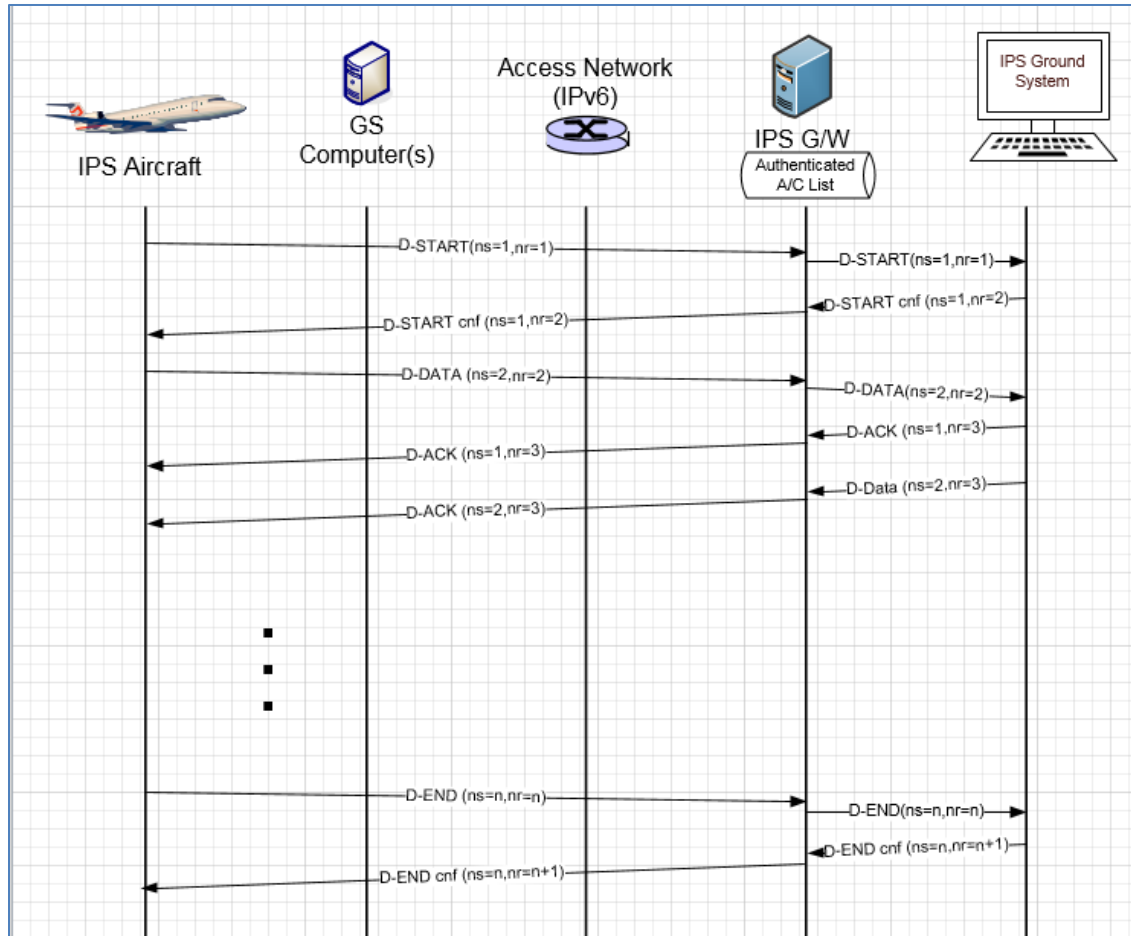 IPS Aircraft
GS
Computer(s)
Access Network
(IPv6)
IPS G/W
Authenticated
A/C List
IPS Ground
System
D-START(ns=1,nr=1)
D-START(ns=1,nr=1)
D-START cnf (ns=1,nr=2)
D-START cnf (ns=1,nr=2)
D-DATA (ns=2,nr=2)
D-DATA(ns=2,nr=2)
D-ACK (ns=1,nr=3)
D-ACK (ns=1,nr=3)
D-Data (ns=2,nr=3)
D-ACK (ns=2,nr=3)
D-END (ns=n,nr=n)
D-END(ns=n,nr=n)
D-END cnf (ns=n,nr=n+1)
D-END cnf (ns=n,nr=n+1)